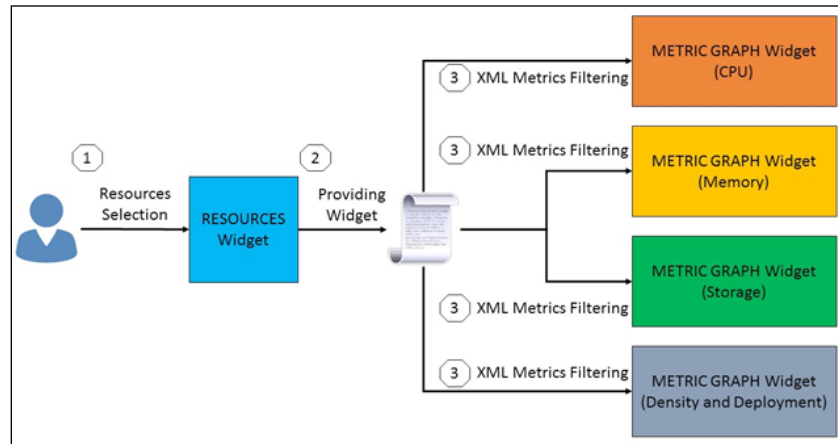 1
Resources
Selection
RESOURCES
Widget
2
Providing
Widget
3 XML Metrics Filtering
METRIC GRAPH Widget
(CPU)
3 XML Metrics Filtering
METRIC GRAPH Widget
(Memory)
3 XML Metrics Filtering
METRIC GRAPH Widget
(Storage)
3 XML Metrics Filtering
METRIC GRAPH Widget
(Density and Deployment)